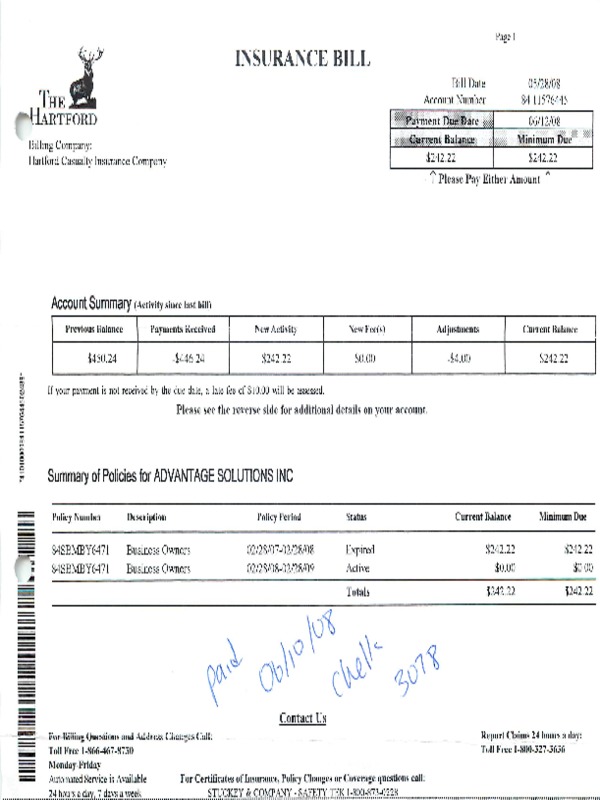 Page 1
INSURANCE BILL
THE HARTFORD
Bill Date 05/28/08
Account Number
Payment Due Date 06/12/08
Current Balance Minimum Due
$242.22 $242.22
↑ Please Pay Either Amount ↑
Billing Company:
Hartford Casualty Insurance Company
Account Summary (Activity since last bill)
Previous Balance Payments Received New Activity New Fee(s) Adjustments Current Balance
$450.24 -$446.24 $242.22 $0.00 -$4.00 $242.22
If your payment is not received by the due date, a late fee of $10.00 will be assessed.
Please see the reverse side for additional details on your account.
Summary of Policies for ADVANTAGE SOLUTIONS INC
Policy Number Description Policy Period Status Current Balance Minimum Due
84SBMBY6471 Business Owners 02/28/07-02/28/08 Expired $242.22 $242.22
84SBMBY6471 Business Owners 02/28/08-02/28/09 Active $0.00 $0.00
Totals $242.22 $242.22
paid 06/10/08 Check 3078
Contact Us
For Billing Questions and Address Changes Call:
Toll Free 1-866-467-8730
Monday-Friday
Automated Service is Available
24 hours a day, 7 days a week
Report Claims 24 hours a day:
Toll Free 1-800-327-3636
For Certificates of Insurance, Policy Changes or Coverage questions call:
STUCKEY & COMPANY - SAFETY TEK 1-800-873-0228